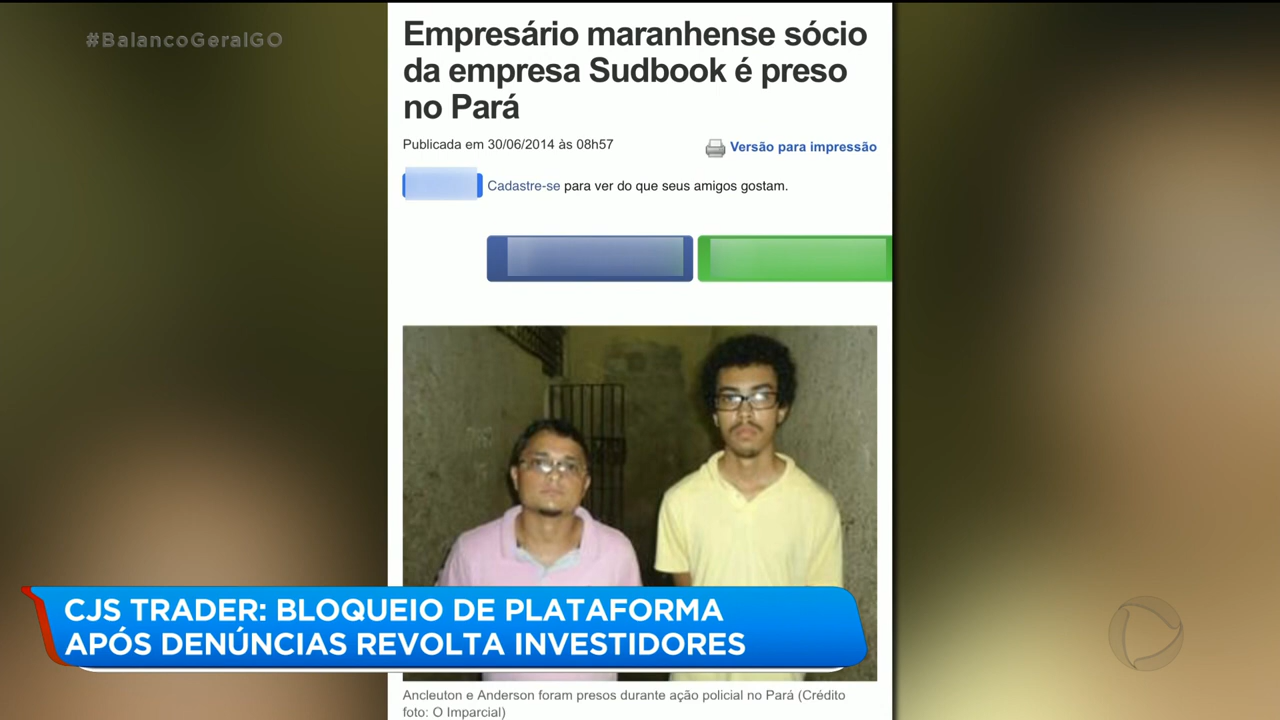 #BalancoGeralGO
Empresário maranhense sócio
da empresa Sudbook é preso
no Pará
Publicada em 30/06/2014 às 08h57
Versão para impressão
Cadastre-se para ver do que seus amigos gostam.
CJS TRADER: BLOQUEIO DE PLATAFORMA
APÓS DENÚNCIAS REVOLTA INVESTIDORES
Ancleuton e Anderson foram presos durante ação policial no Pará (Crédito
foto: O Imparcial)